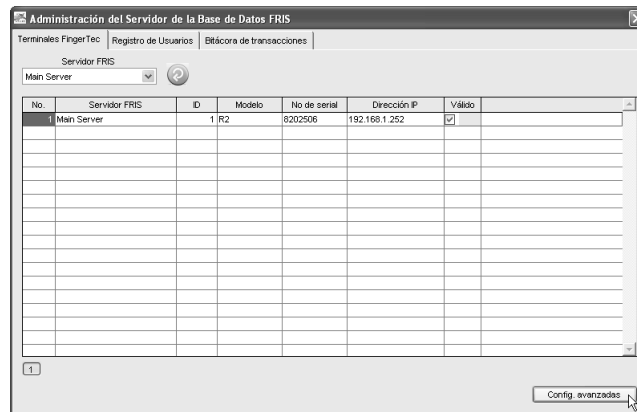 Administración del Servidor de la Base de Datos FRIS
Terminales FingerTec Registro de Usuarios Bitácora de transacciones
Servidor FRIS
Main Server
No. Servidor FRIS ID Modelo No de serial Dirección IP Válido
1 Main Server 1 R2 8202506 192.168.1.252
1
Config. avanzadas